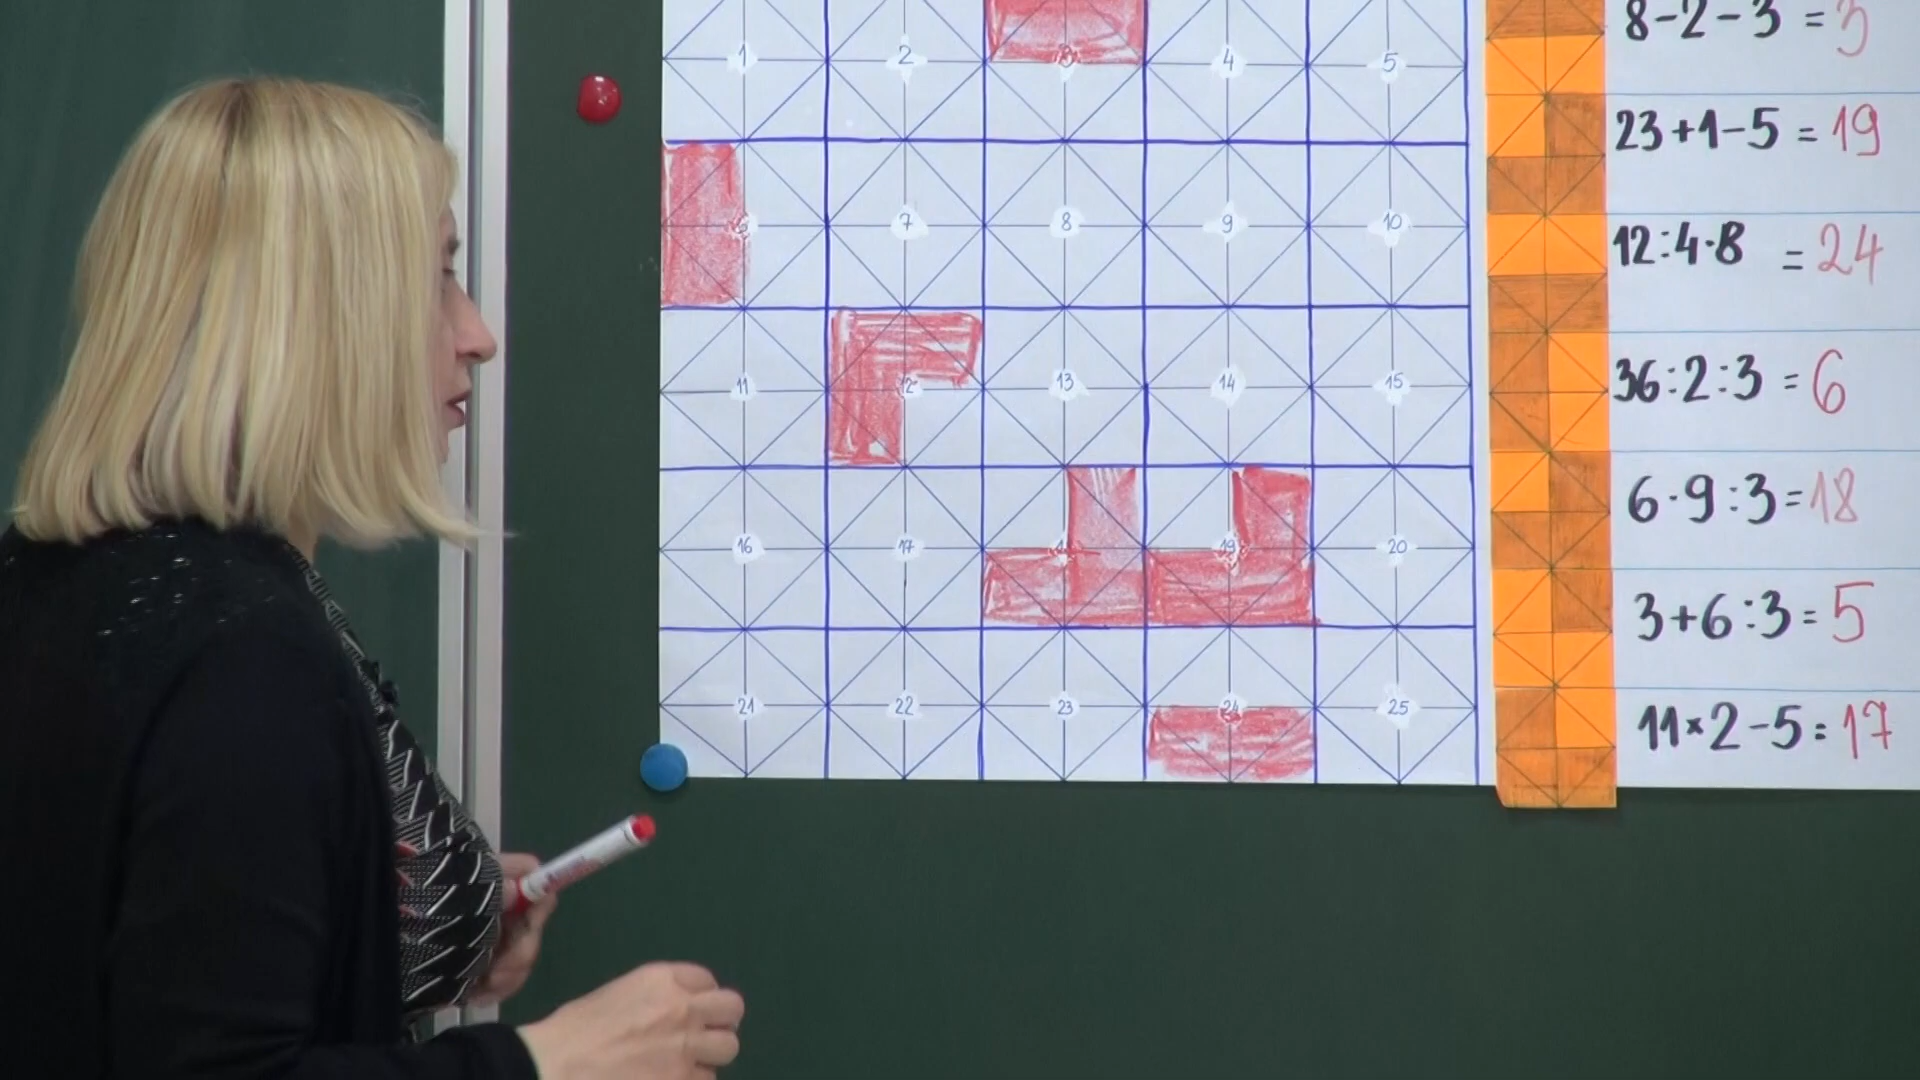 1 2 3 4 5
6 7 8 9 10
11 12 13 14 15
16 17 19 20
21 22 23 24 25
8-2-3 = 3
23+1-5 = 19
12:4·8 = 24
36:2:3 = 6
6·9:3=18
3+6:3=5
11×2-5=17